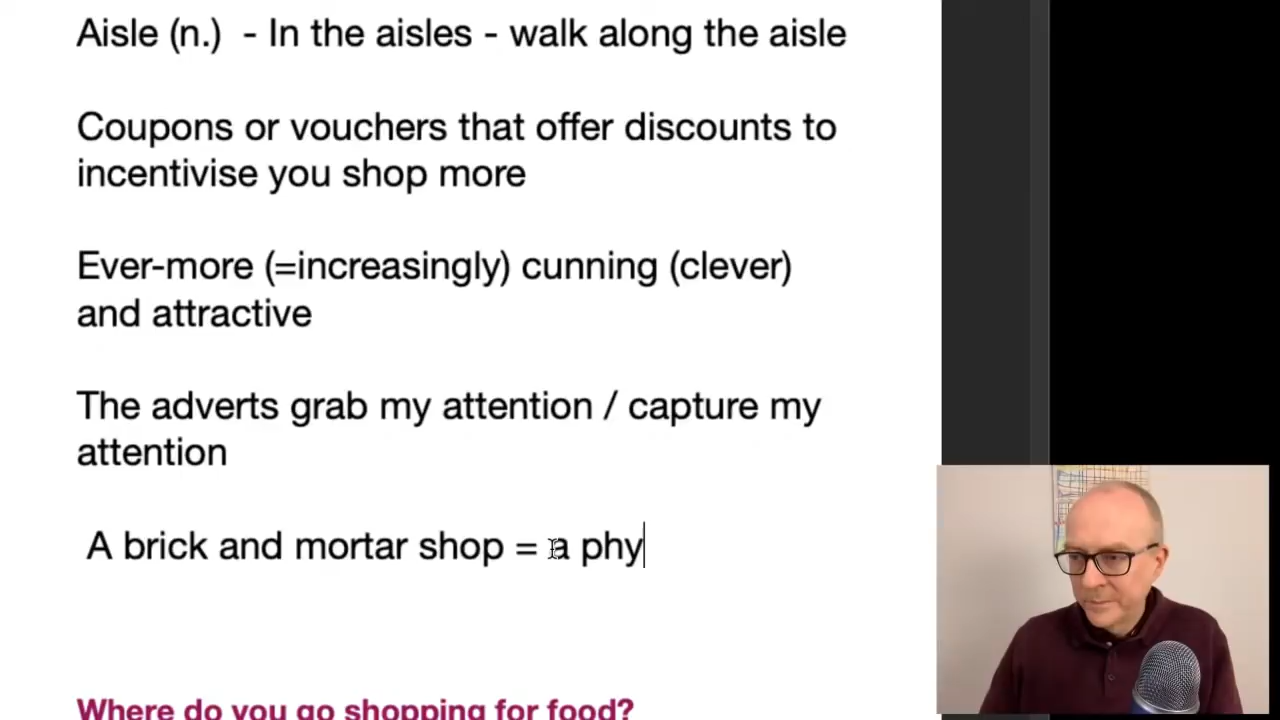 Aisle (n.)  - In the aisles - walk along the aisle
Coupons or vouchers that offer discounts to
incentivise you shop more
Ever-more (=increasingly) cunning (clever)
and attractive
The adverts grab my attention / capture my
attention
A brick and mortar shop = a phy
Where do you go shopping for food?